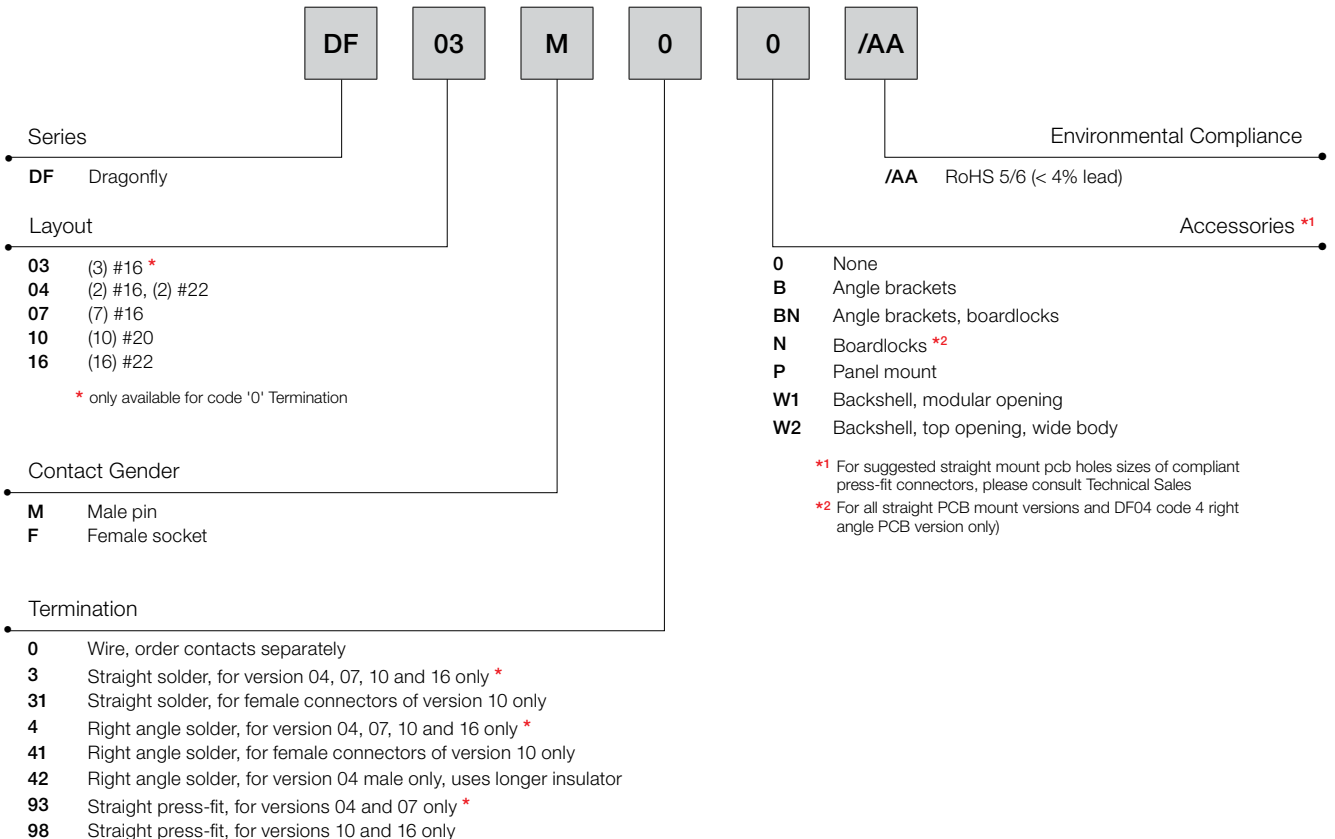 DF 03 M 0 0 /AA
Series
DF Dragonfly
Layout
03 (3) #16 *
04 (2) #16, (2) #22
07 (7) #16
10 (10) #20
16 (16) #22
* only available for code '0' Termination
Contact Gender
M Male pin
F Female socket
Termination
0 Wire, order contacts separately
3 Straight solder, for version 04, 07, 10 and 16 only *
31 Straight solder, for female connectors of version 10 only
4 Right angle solder, for version 04, 07, 10 and 16 only *
41 Right angle solder, for female connectors of version 10 only
42 Right angle solder, for version 04 male only, uses longer insulator
93 Straight press-fit, for versions 04 and 07 only *
98 Straight press-fit, for versions 10 and 16 only
Environmental Compliance
/AA RoHS 5/6 (< 4% lead)
Accessories *1
0 None
B Angle brackets
BN Angle brackets, boardlocks
N Boardlocks *2
P Panel mount
W1 Backshell, modular opening
W2 Backshell, top opening, wide body
*1 For suggested straight mount pcb holes sizes of compliant
press-fit connectors, please consult Technical Sales
*2 For all straight PCB mount versions and DF04 code 4 right
angle PCB version only)